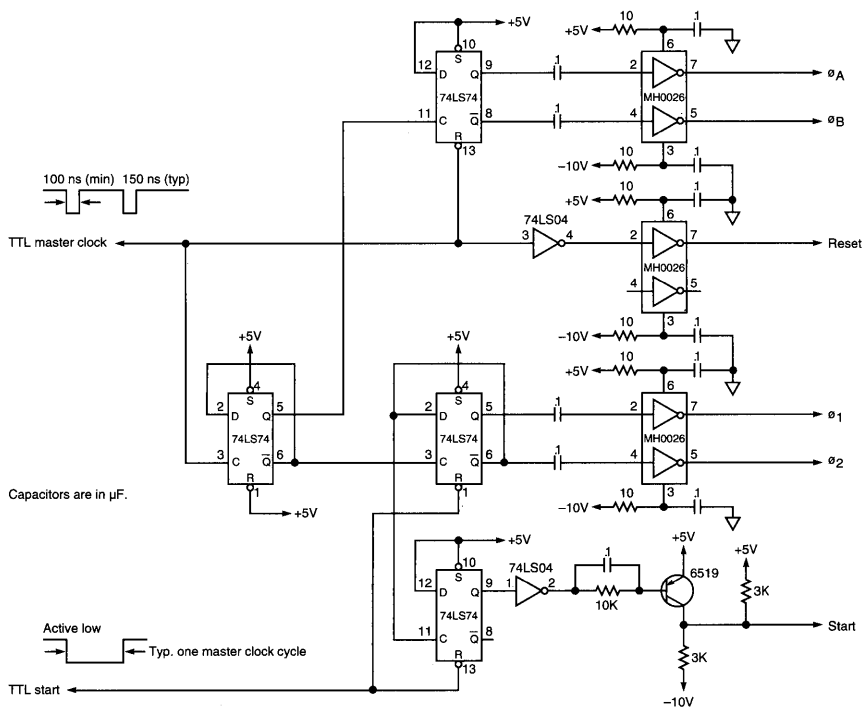 +5V
10
+5V
10
.1
6
12 D S Q 9
.1
2
7
øA
74LS74
MH0026
11 C Q̅ 8
.1
4
5
øB
R
13
3
-10V
10
.1
100 ns (min) 150 ns (typ)
+5V
10
.1
6
74LS04
TTL master clock
3
4
2
7
Reset
MH0026
4
5
3
+5V
+5V
-10V
10
.1
+5V
10
.1
4
4
6
2 D S Q 5
2 D S Q 5
.1
2
7
ø1
74LS74
74LS74
MH0026
3 C Q̅ 6
3 C Q̅ 6
.1
4
5
ø2
R
R
1
1
3
Capacitors are in µF.
+5V
-10V
10
.1
+5V
+5V
+5V
10
74LS04
.1
6519
12 D S Q 9
1
2
10K
3K
74LS74
Active low
11 C Q̅ 8
Start
Typ. one master clock cycle
R
3K
13
TTL start
-10V